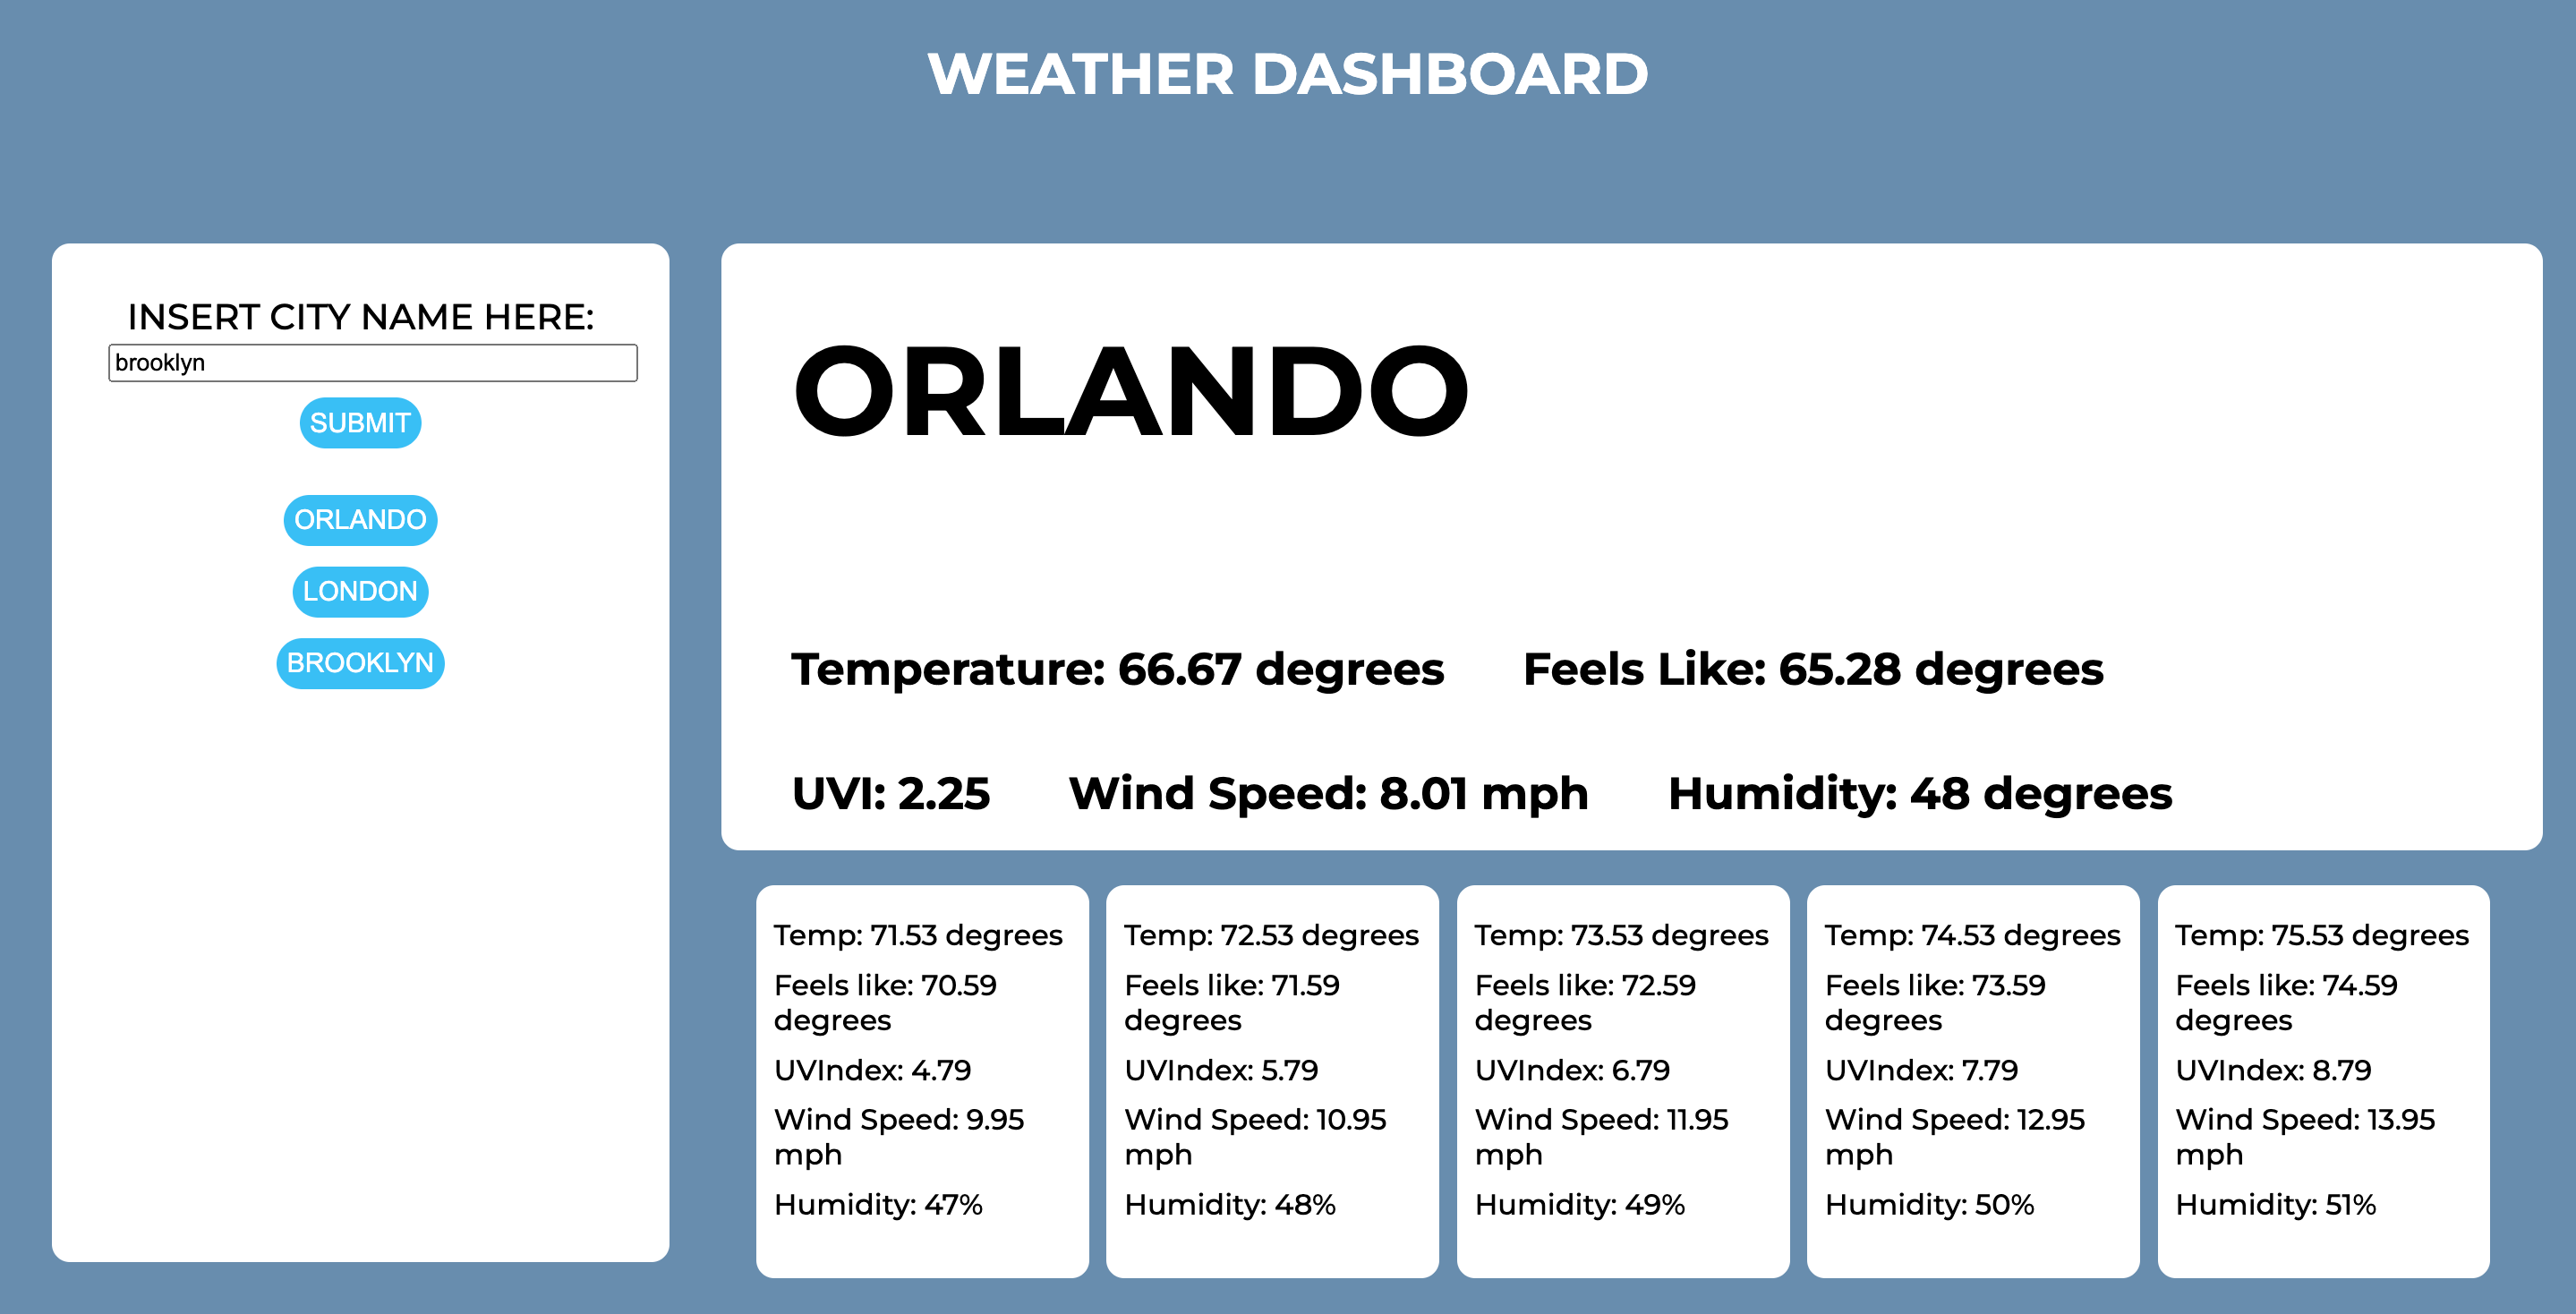 WEATHER DASHBOARD
INSERT CITY NAME HERE:
brooklyn
SUBMIT
ORLANDO
LONDON
BROOKLYN
ORLANDO
Temperature: 66.67 degrees Feels Like: 65.28 degrees
UVI: 2.25 Wind Speed: 8.01 mph Humidity: 48 degrees
Temp: 71.53 degrees
Feels like: 70.59
degrees
UVIndex: 4.79
Wind Speed: 9.95
mph
Humidity: 47%
Temp: 72.53 degrees
Feels like: 71.59
degrees
UVIndex: 5.79
Wind Speed: 10.95
mph
Humidity: 48%
Temp: 73.53 degrees
Feels like: 72.59
degrees
UVIndex: 6.79
Wind Speed: 11.95
mph
Humidity: 49%
Temp: 74.53 degrees
Feels like: 73.59
degrees
UVIndex: 7.79
Wind Speed: 12.95
mph
Humidity: 50%
Temp: 75.53 degrees
Feels like: 74.59
degrees
UVIndex: 8.79
Wind Speed: 13.95
mph
Humidity: 51%